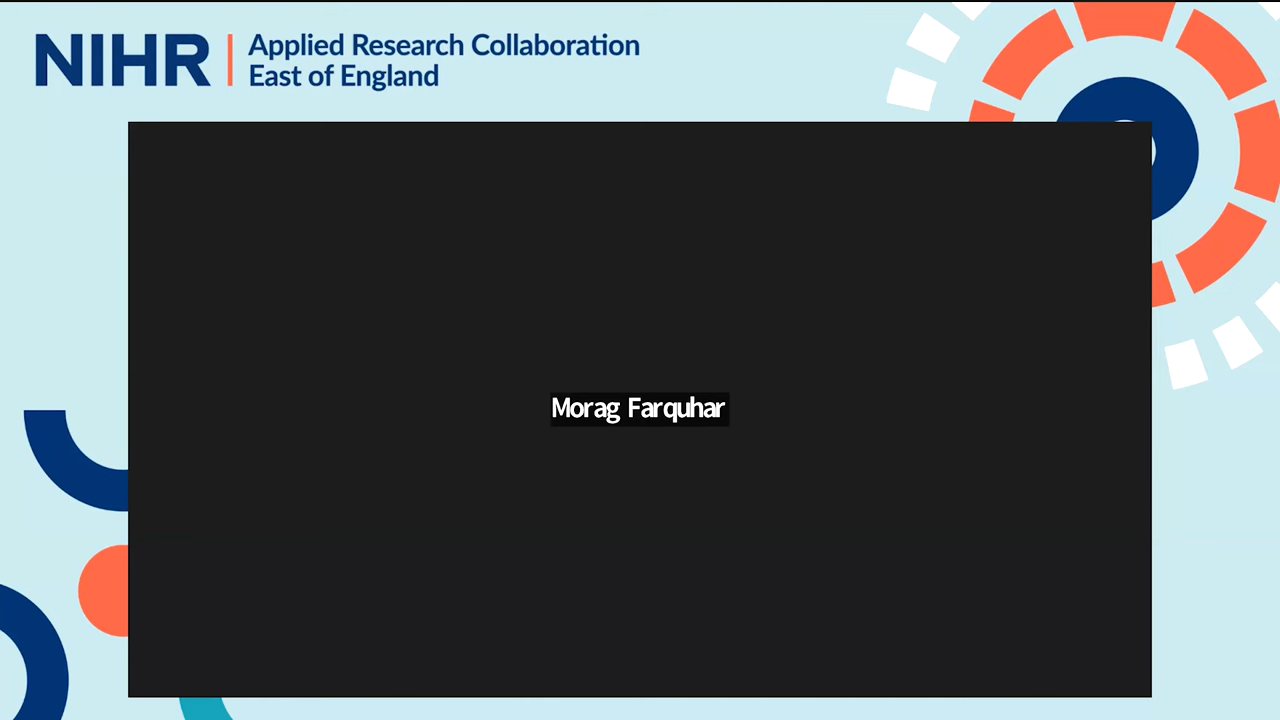 NIHR | Applied Research Collaboration
East of England
Morag Farquhar